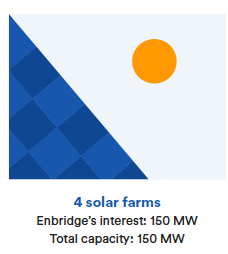 4 solar farms
Enbridge's interest: 150 MW
Total capacity: 150 MW